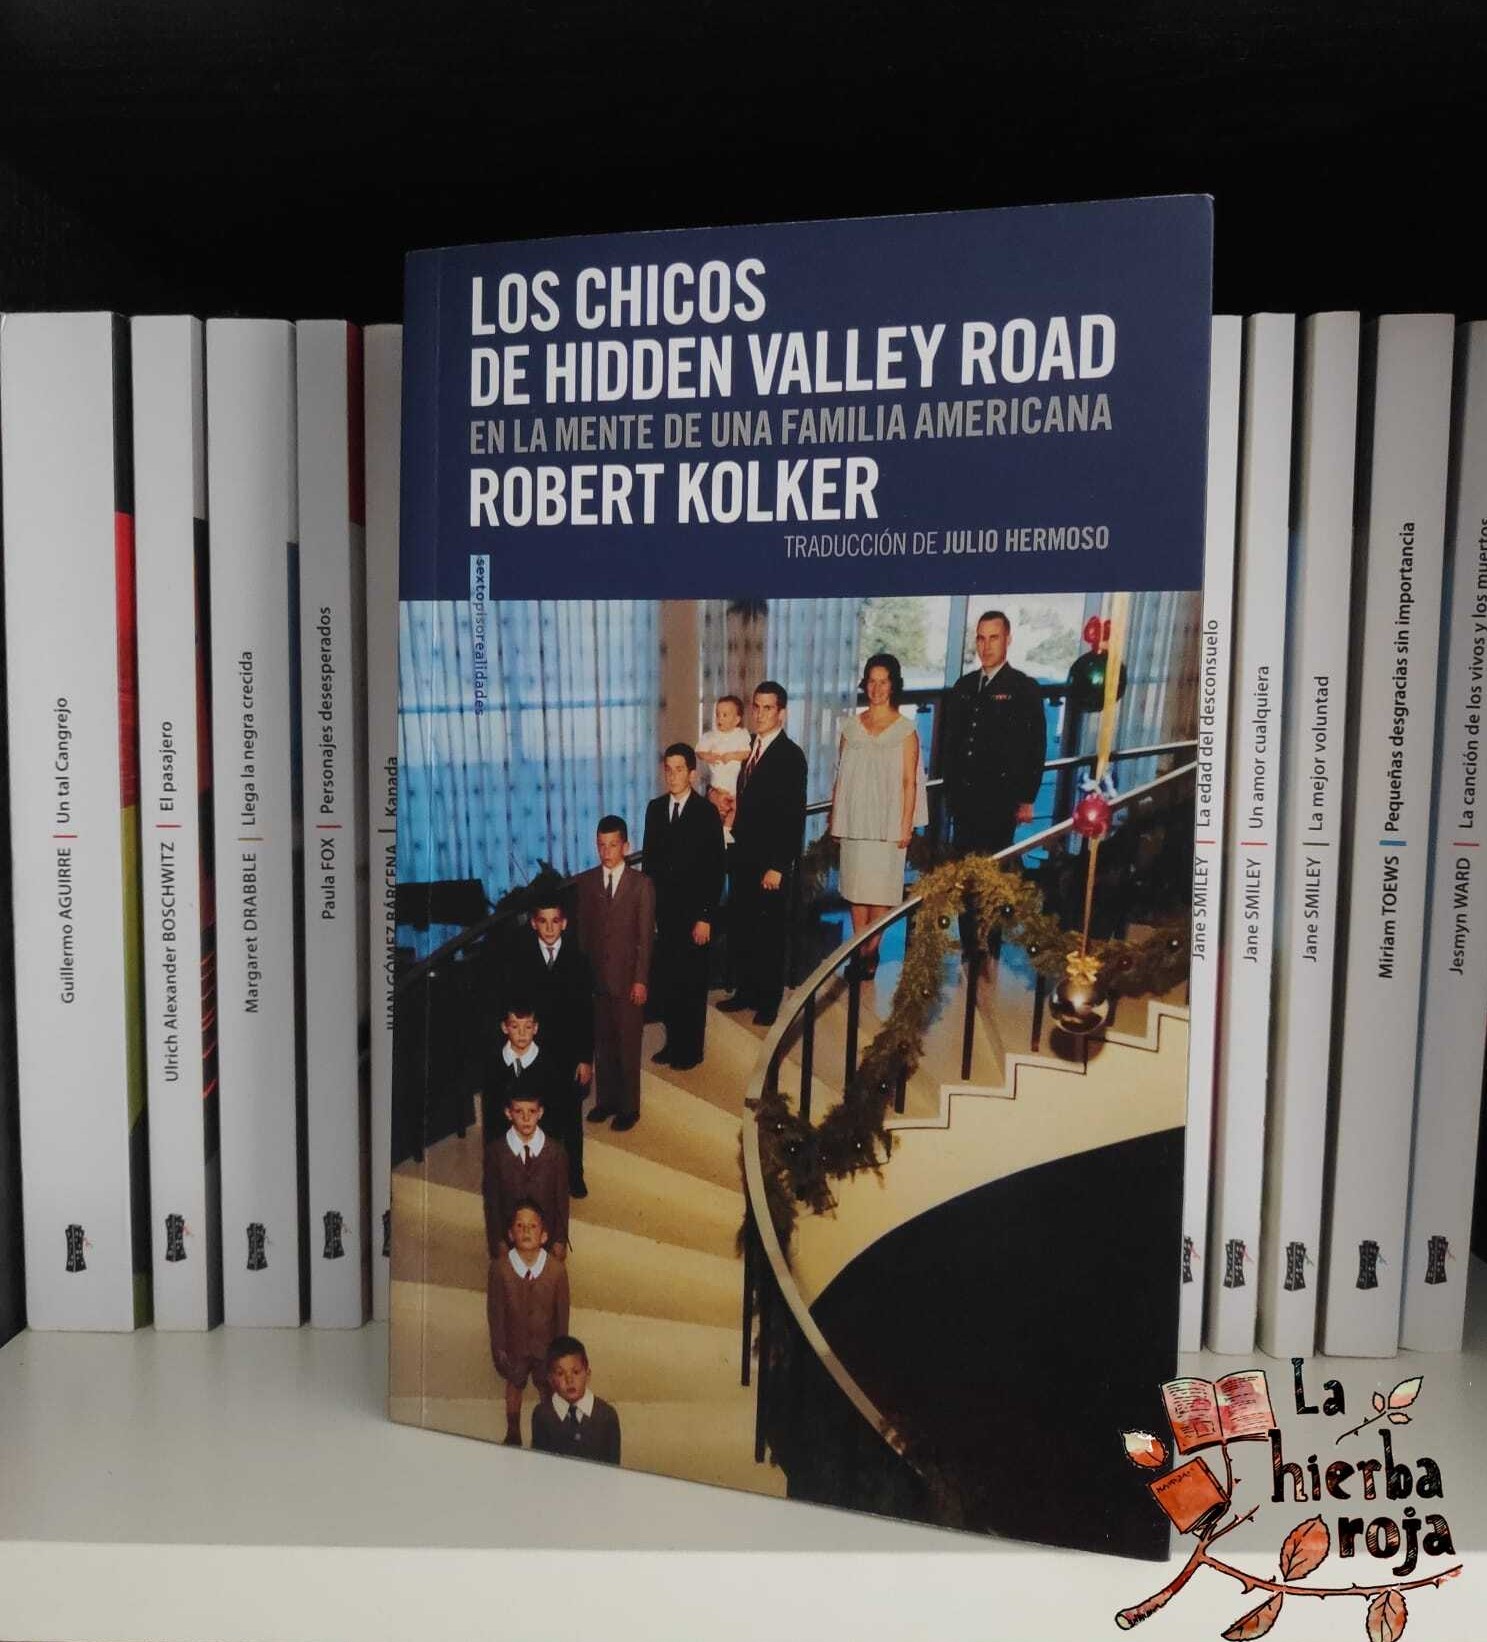 LOS CHICOS
DE HIDDEN VALLEY ROAD
EN LA MENTE DE UNA FAMILIA AMERICANA
ROBERT KOLKER
TRADUCCIÓN DE JULIO HERMOSO
sextopisorealidades
Guillermo AGUIRRE | Un tal Cangrejo
Ulrich Alexander BOSCHWITZ | El pasajero
Margaret DRABBLE | Llega la negra crecida
Paula FOX | Personajes desesperados
JUAN GÓMEZ BÁRCENA | Kanada
Jane SMILEY | La edad del desconsuelo
Jane SMILEY | Un amor cualquiera
Jane SMILEY | La mejor voluntad
Miriam TOEWS | Pequeñas desgracias sin importancia
Jesmyn WARD | La canción de los vivos y los muertos
La
hierba
roja